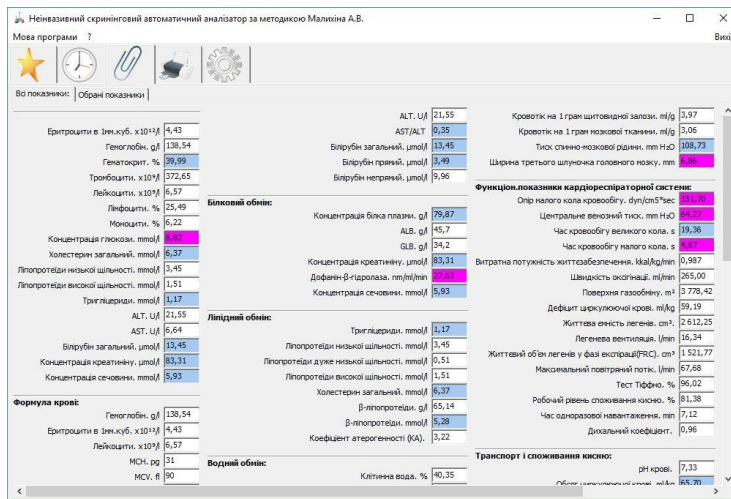 Неінвазивний скринінговий автоматичний аналізатор за методикою Малихіна А.В.
Мова програми ?
Вихід
Всі показники: Обрані показники
Еритроцити в 1мм.куб. x10¹²/l 4,43
Гемоглобін. g/l 138,54
Гематокрит. % 39,99
Тромбоцити. x10⁹/l 372,65
Лейкоцити. x10⁹/l 6,57
Лімфоцити. % 25,49
Моноцити. % 6,22
Концентрація глюкози. mmol/l 8,82
Холестерин загальний. mmol/l 6,37
Ліпопротеїни низької щільності. mmol/l 3,45
Ліпопротеїни високої щільності. mmol/l 1,51
Тригліцериди. mmol/l 1,17
ALT. U/l 21,55
AST. U/l 6,64
Білірубін загальний. μmol/l 13,45
Концентрація креатиніну. μmol/l 83,31
Концентрація сечовини. mmol/l 5,93
Формула крові:
Гемоглобін. g/l 138,54
Еритроцити в 1мм.куб. x10¹²/l 4,43
Лейкоцити. x10⁹/l 6,57
MCH. pg 31
MCV. fl 90
ALT. U/l 21,55
AST/ALT 0,35
Білірубін загальний. μmol/l 13,45
Білірубін прямий. μmol/l 3,49
Білірубін непрямий. μmol/l 9,96
Білковий обмін:
Концентрація білка плазми. g/l 79,87
ALB. g/l 45,7
GLB. g/l 34,2
Концентрація креатиніну. μmol/l 83,31
Дофамін-β-гідролаза. nm/ml/min 27,63
Концентрація сечовини. mmol/l 5,93
Ліпідний обмін:
Тригліцериди. mmol/l 1,17
Ліпопротеїни низької щільності. mmol/l 3,45
Ліпопротеїни дуже низької щільності. mmol/l 0,51
Ліпопротеїни високої щільності. mmol/l 1,51
Холестерин загальний. mmol/l 6,37
β-ліпопротеїди. g/l 65,14
β-ліпопротеїди. mmol/l 5,28
Коефіцієнт атерогенності (КА). 3,22
Водний обмін:
Клітинна вода. % 40,35
Кровотік на 1 грам щитовидної залози. ml/g 3,97
Кровотік на 1 грам мозкової тканини. ml/g 3,06
Тиск спинно-мозкової рідини. mm H₂O 108,73
Ширина третього шлуночка головного мозку. mm 6,86
Функціон.показники кардіореспіраторної системи:
Опір малого кола кровообігу. dyn/cm5*sec 151,70
Центральне венозний тиск. mm H₂O 64,27
Час кровообігу великого кола. s 19,36
Час кровообігу малого кола. s 4,87
Витратна потужність життєзабезпечення. kkal/kg/min 0,987
Швидкість оксігінації. ml/min 265,00
Поверхня газообміну. m² 3 778,42
Дефіцит циркулюючої крові. ml/kg 59,19
Життєва ємність легенів. cm³. 2 612,25
Легенева вентиляція. l/min 16,34
Життєвий об'єм легенів у фазі експірації(FRC). cm³ 1 521,77
Максимальний повітряний потік. l/min 67,68
Тест Тіффно. % 96,02
Робочий рівень споживання кисню. % 81,38
Час одноразової навантаження. min 7,12
Дихальний коефіцієнт. 0,96
Транспорт і споживання кисню:
pH крові. 7,33
Обсяг циркулюючої крові. ml/kg 65,70